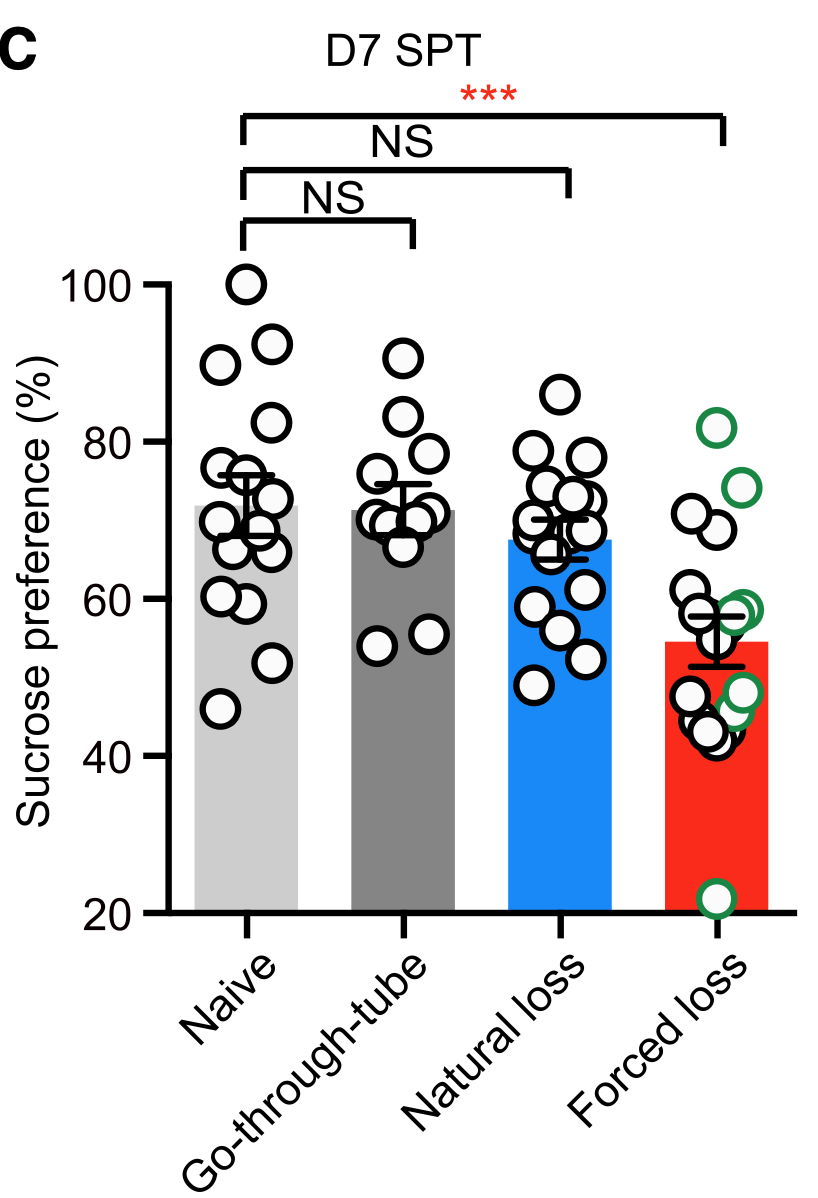 c
D7 SPT
***
NS
NS
100
80
60
40
20
Sucrose preference (%)
Naive
Go-through-tube
Natural loss
Forced loss